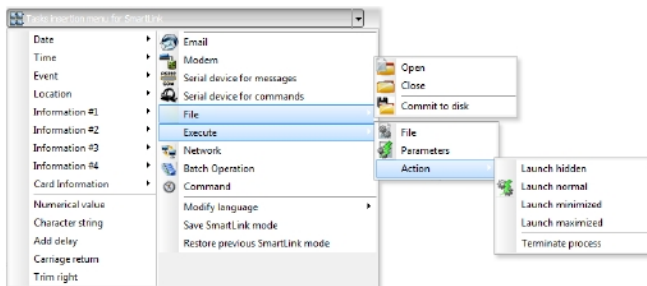 Tasks insertion menu for SmartLink
Date
Time
Event
Location
Information #1
Information #2
Information #3
Information #4
Card Information
Numerical value
Character string
Add delay
Carriage return
Trim right
Email
Modem
Serial device for messages
Serial device for commands
File
Execute
Network
Batch Operation
Command
Modify language
Save SmartLink mode
Restore previous SmartLink mode
Open
Close
Commit to disk
File
Parameters
Action
Launch hidden
Launch normal
Launch minimized
Launch maximized
Terminate process